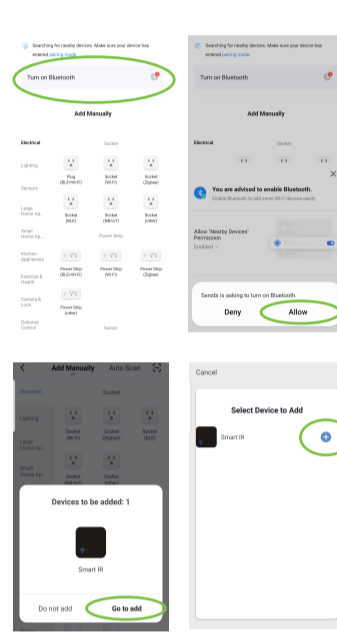 Searching for nearby devices. Make sure your device has
entered pairing mode.
Turn on Bluetooth
Add Manually
Electrical
Socket
Lighting
Sensors
Large
Home Ap...
Small
Home Ap...
Kitchen
Appliances
Exercise &
Health
Camera &
Lock
Gateway
Control
Plug
(BLE+Wi-Fi)
Socket
(Wi-Fi)
Socket
(Zigbee)
Socket
(BLE)
Socket
(NB-IoT)
Socket
(other)
Power Strip
Power Strip
(BLE+Wi-Fi)
Power Strip
(Wi-Fi)
Power Strip
(Zigbee)
Power Strip
(other)
Switch
Searching for nearby devices. Make sure your device has
entered pairing mode.
Turn on Bluetooth
Add Manually
Electrical
Socket
You are advised to enable Bluetooth.
Enable Bluetooth to add some Wi-Fi devices easily.
Allow "Nearby Devices"
Permission
Enabled
is asking to turn on Bluetooth.
Deny
Allow
Add Manually
Auto Scan
Electrical
Socket
Lighting
Large
Home Ap...
Small
Home Ap...
Socket
(Wi-Fi)
Socket
(Zigbee)
Socket
(BLE)
Socket
(NB-IoT)
Socket
(other)
Devices to be added: 1
Smart IR
Do not add
Go to add
Cancel
Select Device to Add
Smart IR